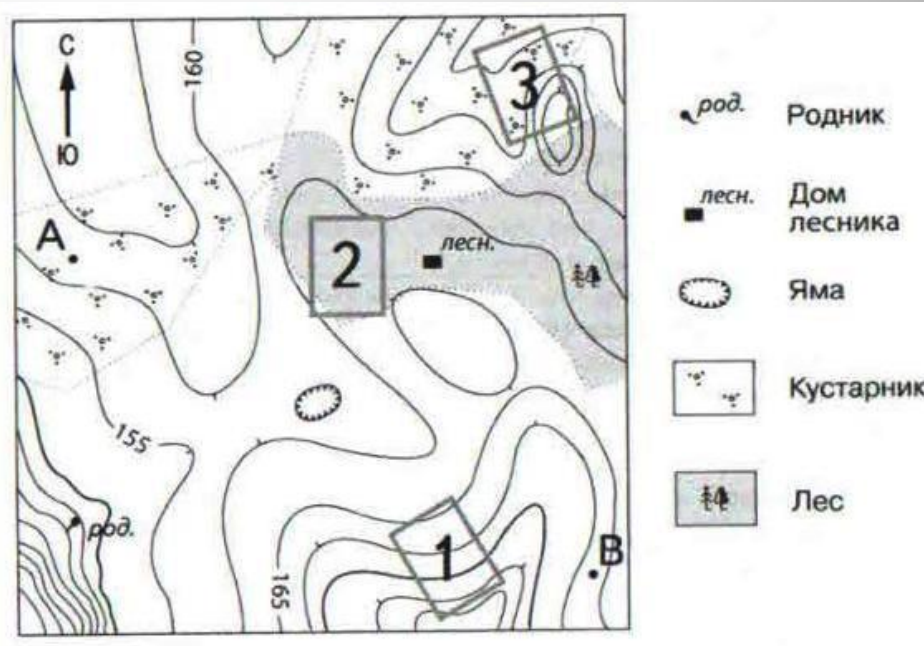 С
Ю
160
3
А
2
лесн.
155
род.
1
165
В
род. Родник
лесн. Дом
лесника
Яма
Кустарник
Лес